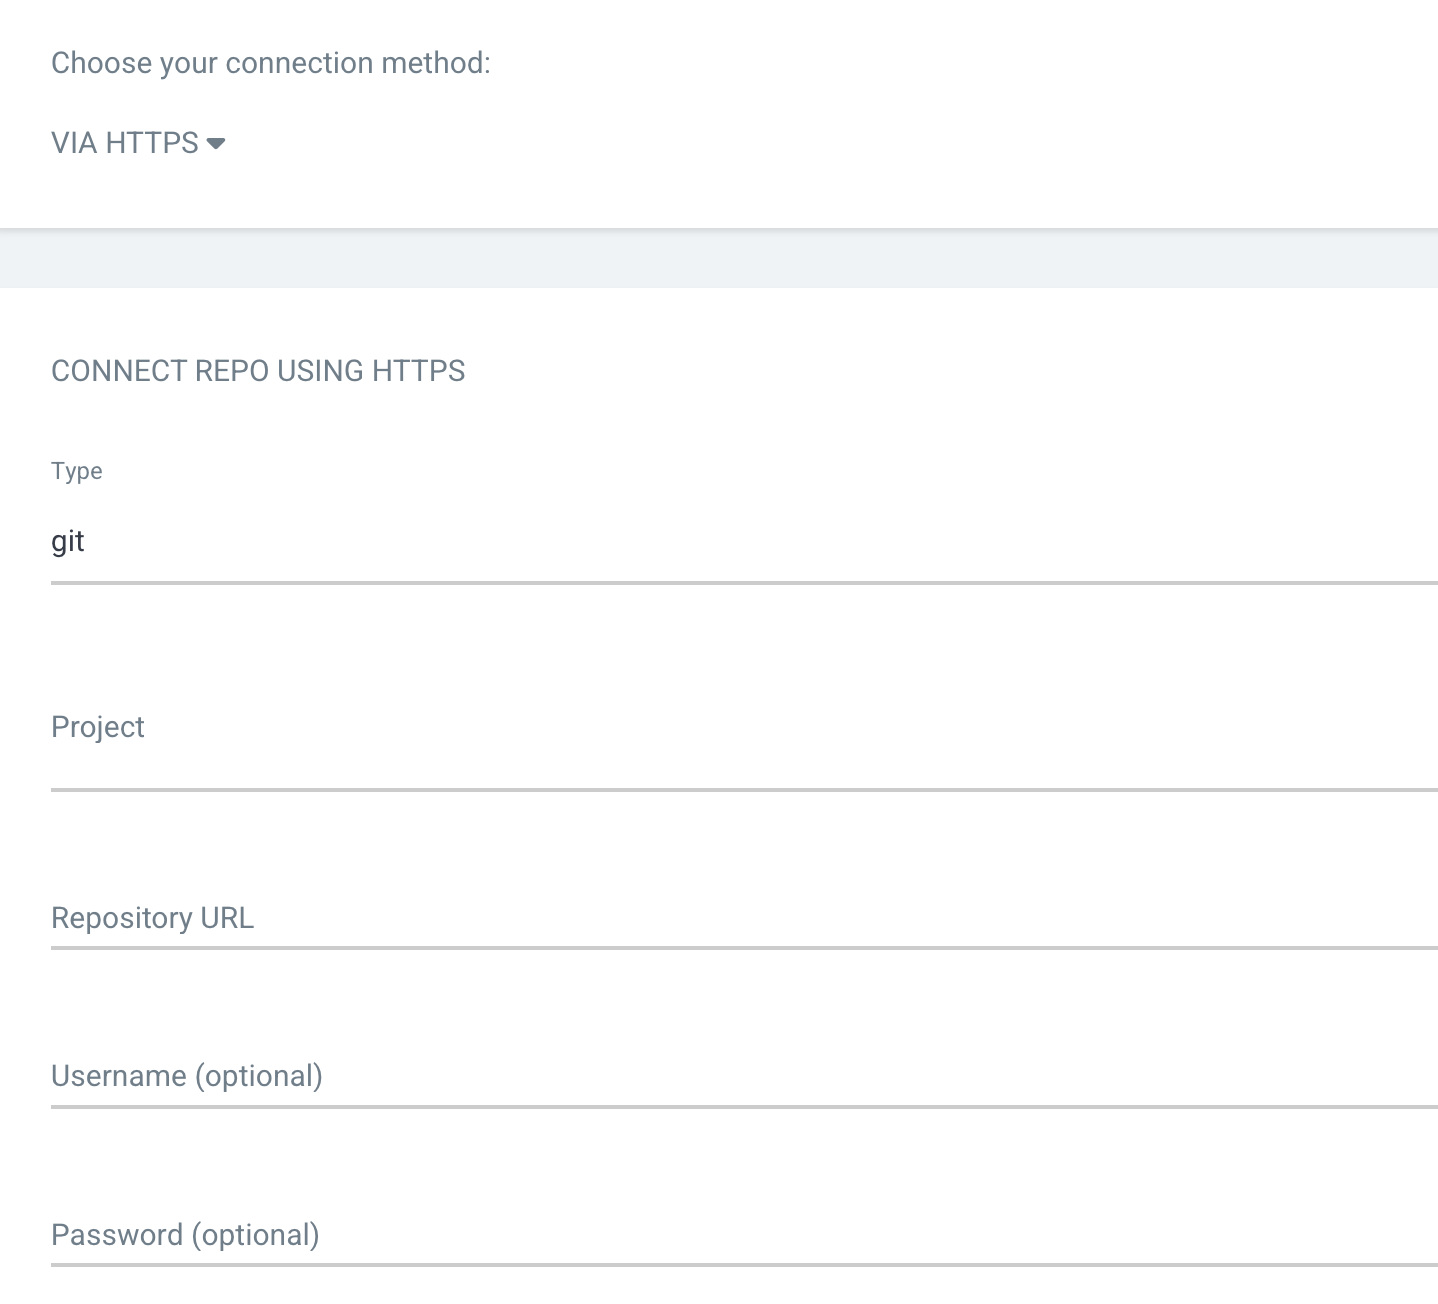 Choose your connection method:
VIA HTTPS
CONNECT REPO USING HTTPS
Type
git
Project
Repository URL
Username (optional)
Password (optional)